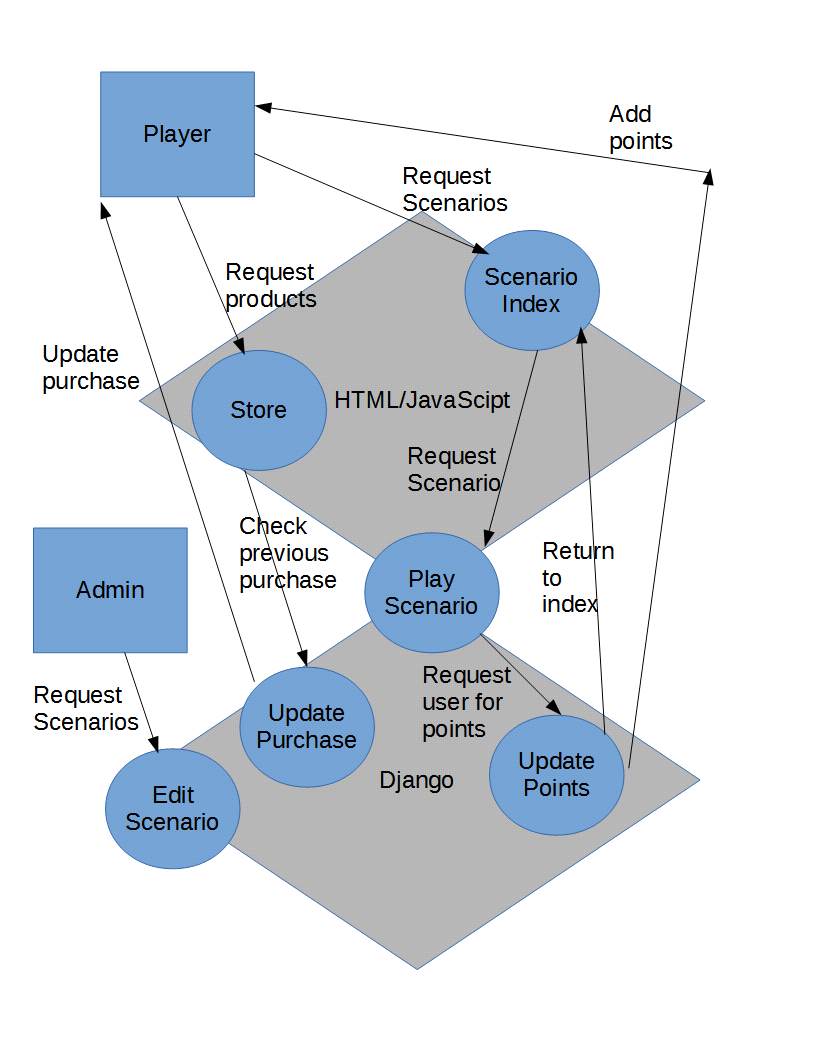 Player
Add
points
Request
Scenarios
Scenario
Index
Request
products
Update
purchase
Store
HTML/JavaScipt
Request
Scenario
Check
previous
purchase
Admin
Play
Scenario
Return
to
index
Request
Scenarios
Request
user for
points
Update
Purchase
Update
Points
Django
Edit
Scenario